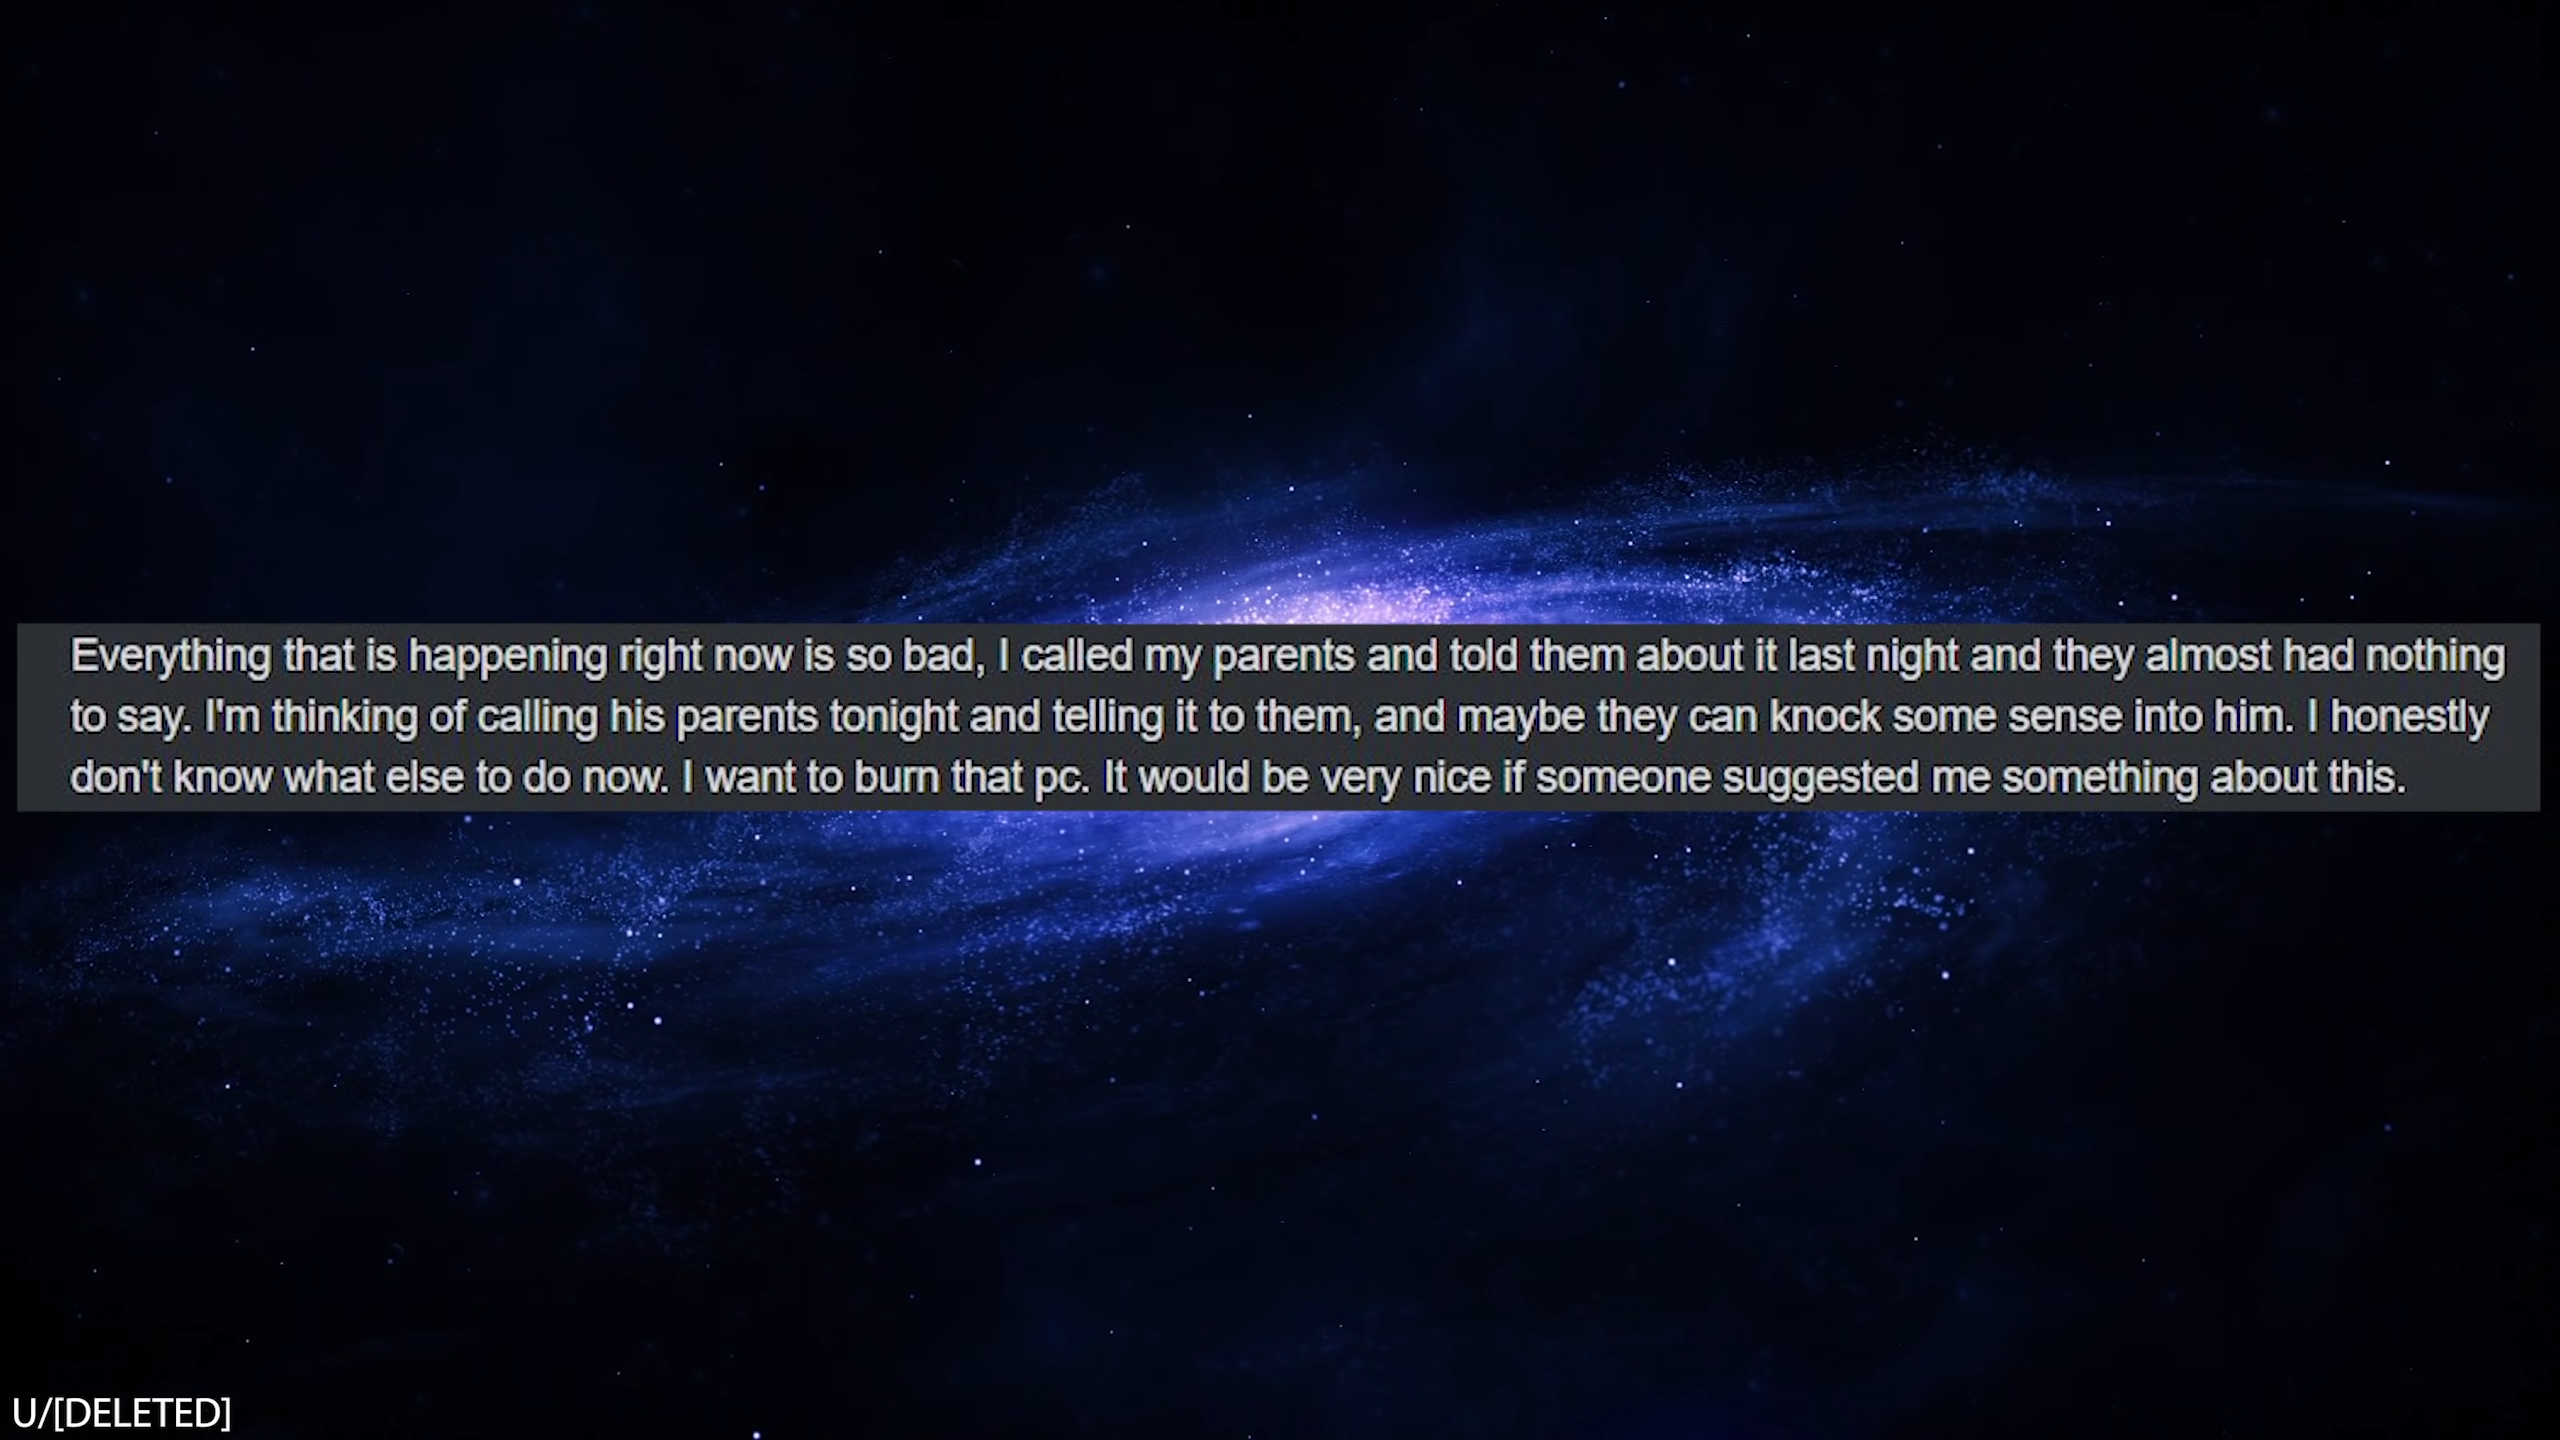 Everything that is happening right now is so bad, I called my parents and told them about it last night and they almost had nothing
to say. I'm thinking of calling his parents tonight and telling it to them, and maybe they can knock some sense into him. I honestly
don't know what else to do now. I want to burn that pc. It would be very nice if someone suggested me something about this.
U/[DELETED]